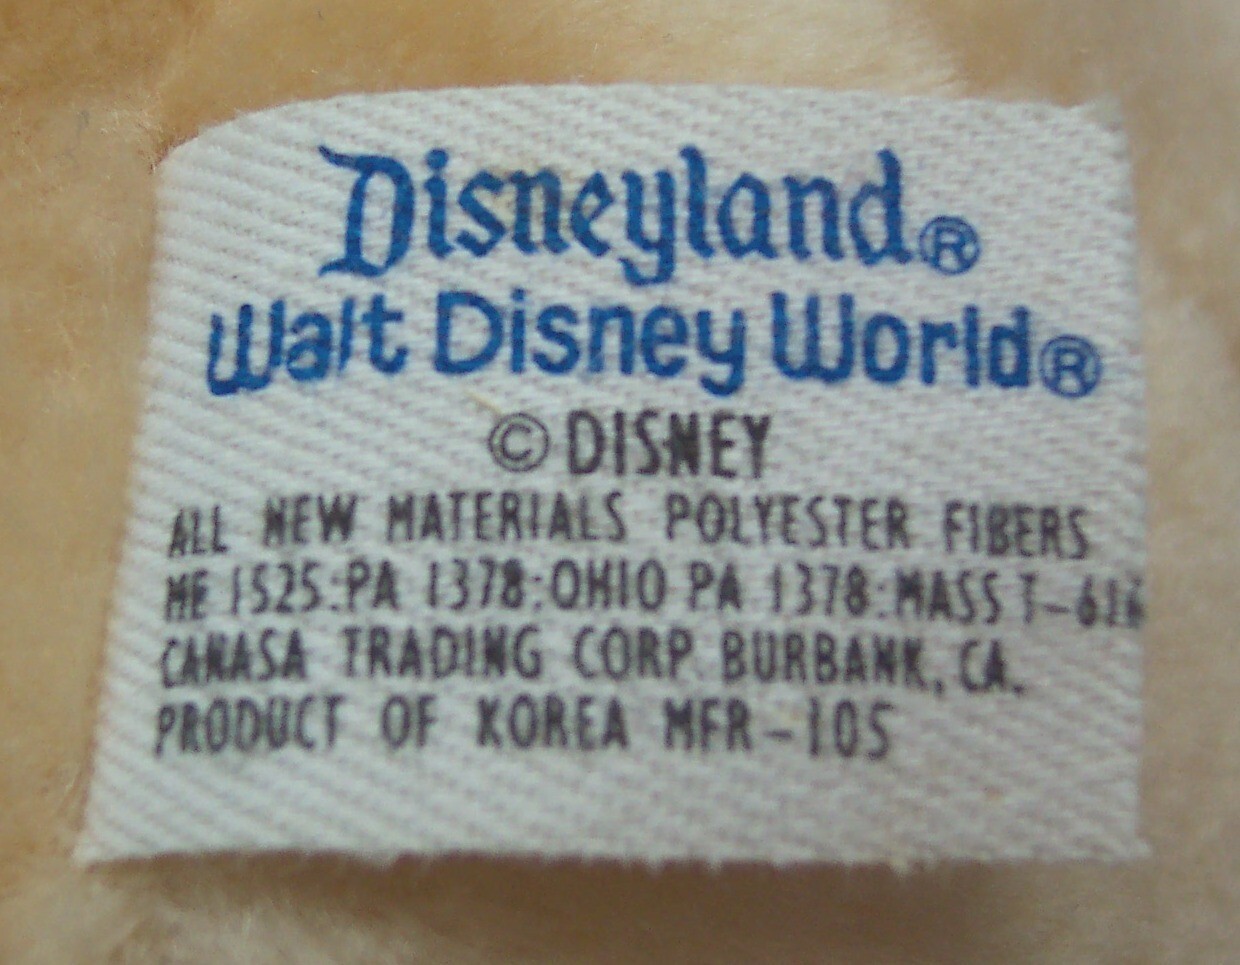 Disneyland®
Walt Disney World®
© DISNEY
ALL NEW MATERIALS POLYESTER FIBERS
ME 1525:PA 1378:OHIO PA 1378:MASS
CANASA TRADING CORP. BURBANK, CA.
PRODUCT OF KOREA MFR-105